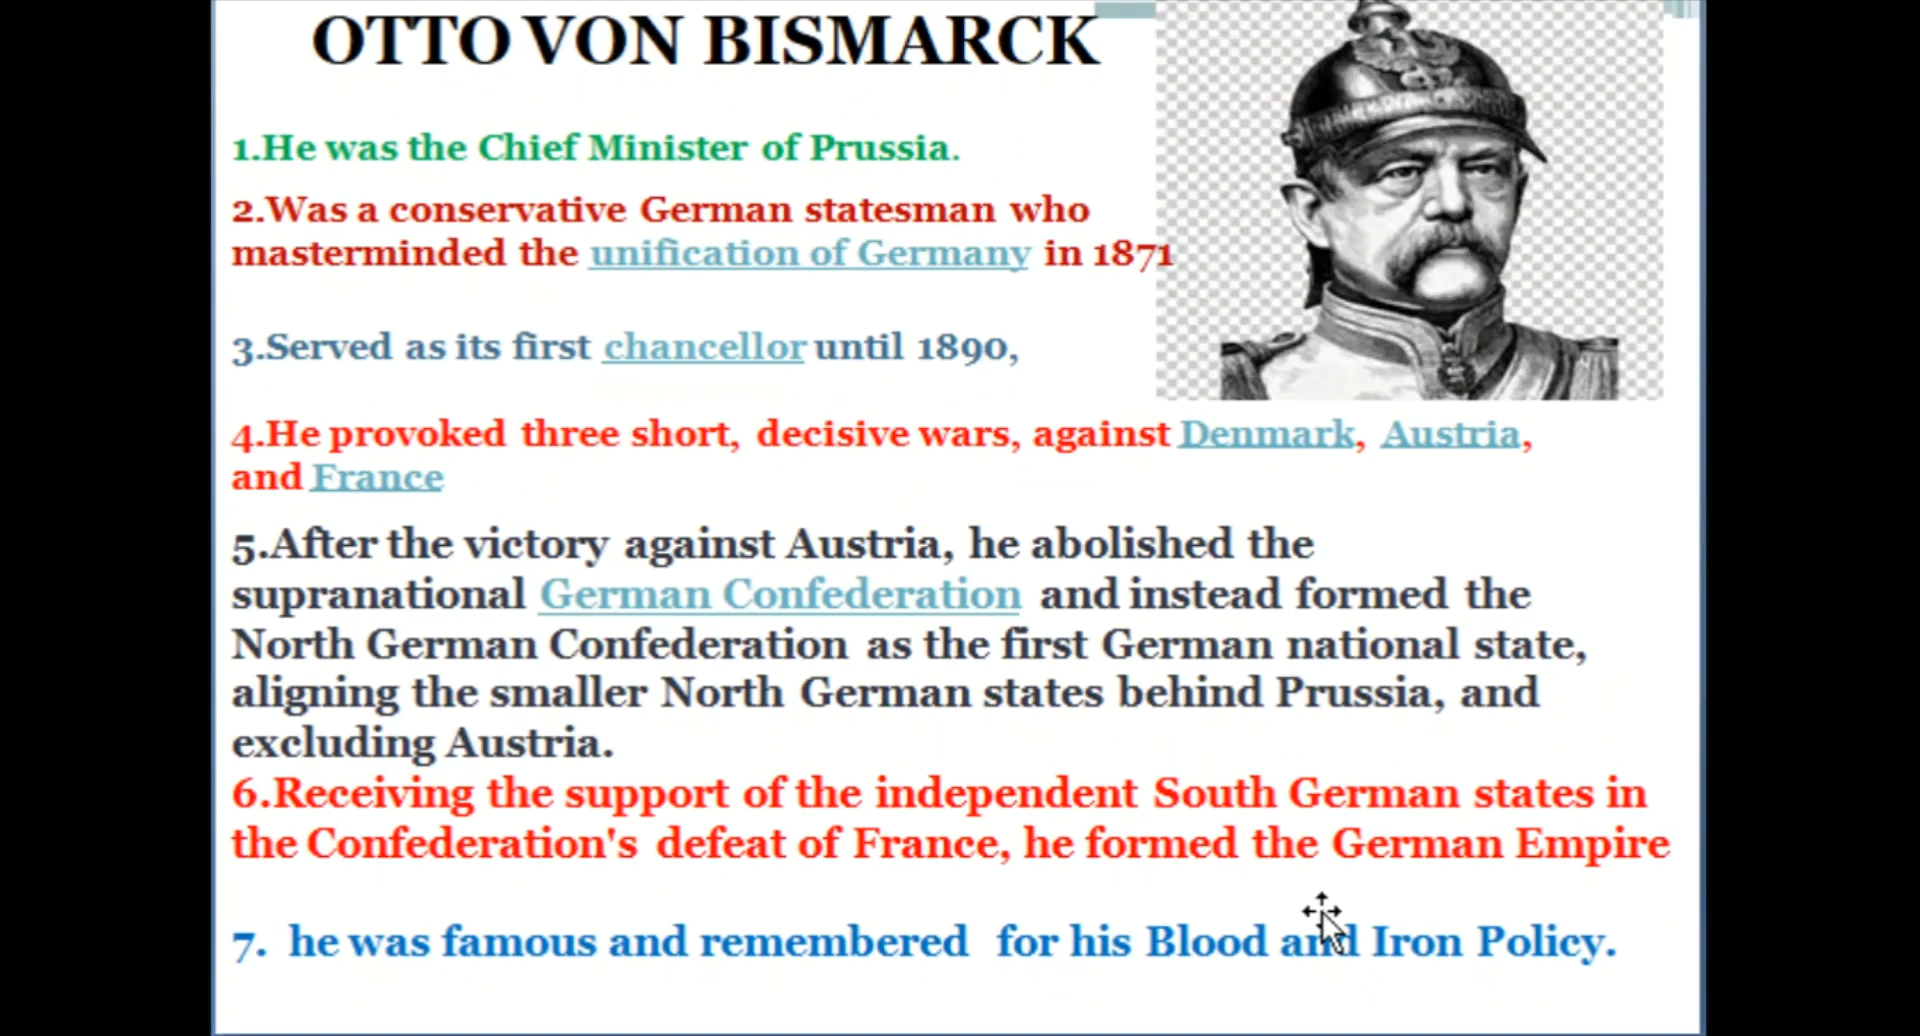 OTTO VON BISMARCK
1.He was the Chief Minister of Prussia.
2.Was a conservative German statesman who
masterminded the unification of Germany in 1871
3.Served as its first chancellor until 1890,
4.He provoked three short, decisive wars, against Denmark, Austria,
and France
5.After the victory against Austria, he abolished the
supranational German Confederation and instead formed the
North German Confederation as the first German national state,
aligning the smaller North German states behind Prussia, and
excluding Austria.
6.Receiving the support of the independent South German states in
the Confederation's defeat of France, he formed the German Empire
7. he was famous and remembered for his Blood and Iron Policy.